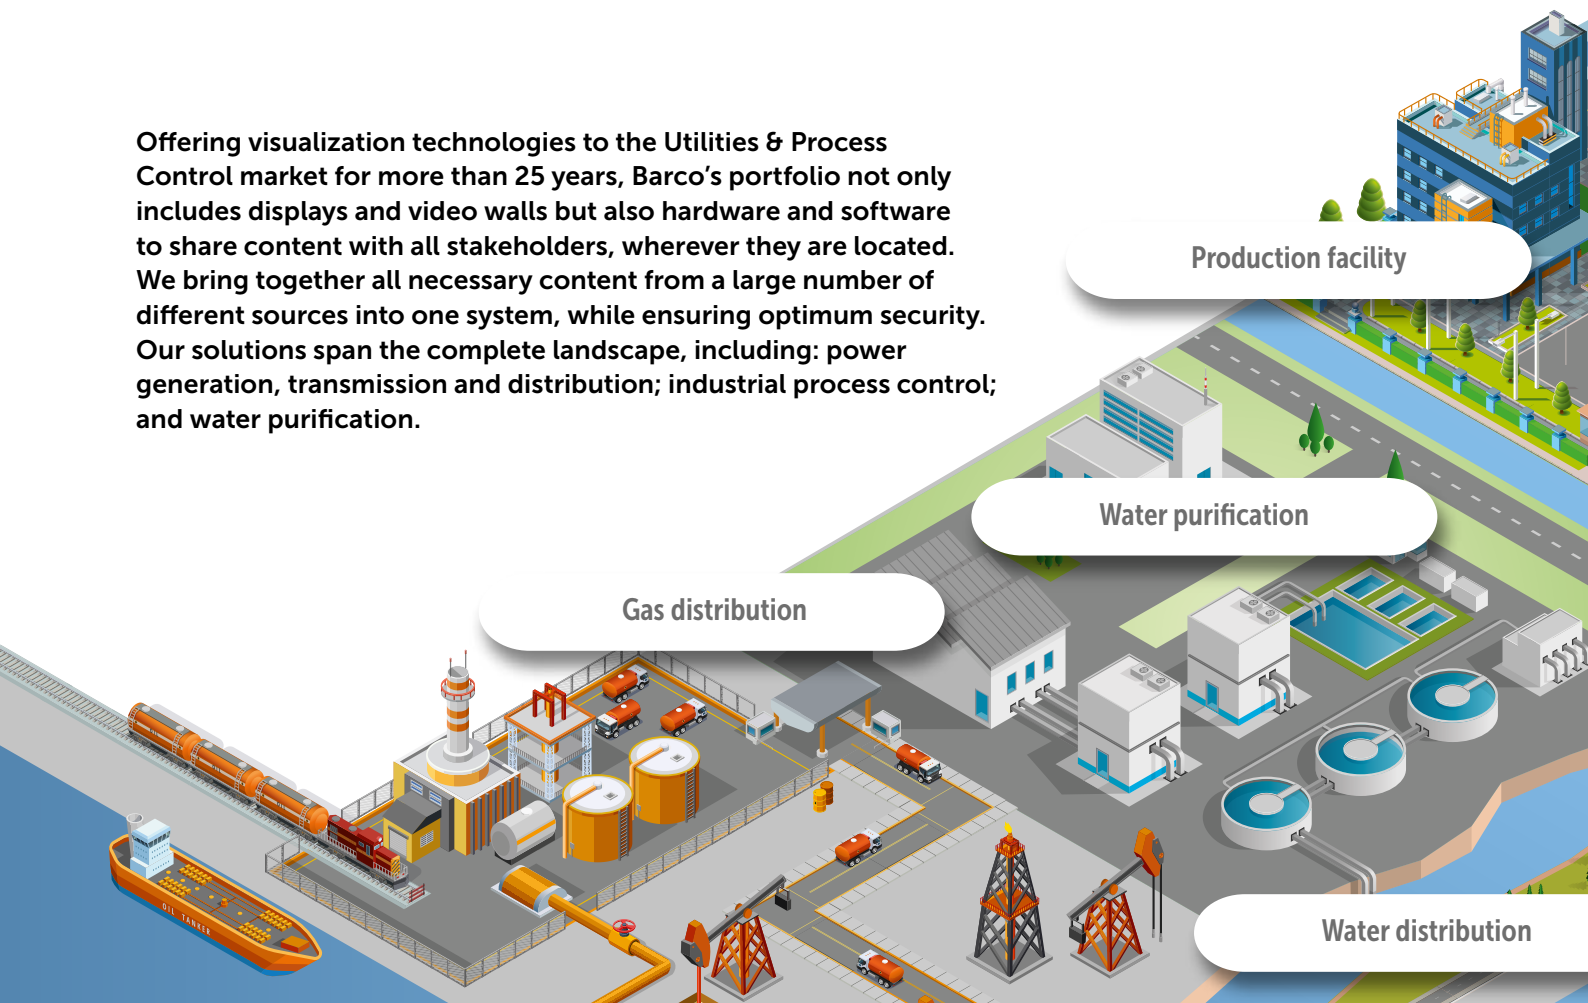 Offering visualization technologies to the Utilities & Process
Control market for more than 25 years, Barco’s portfolio not only
includes displays and video walls but also hardware and software
to share content with all stakeholders, wherever they are located.
We bring together all necessary content from a large number of
different sources into one system, while ensuring optimum security.
Our solutions span the complete landscape, including: power
generation, transmission and distribution; industrial process control;
and water purification.
Production facility
Water purification
Gas distribution
OIL TANKER
Water distribution